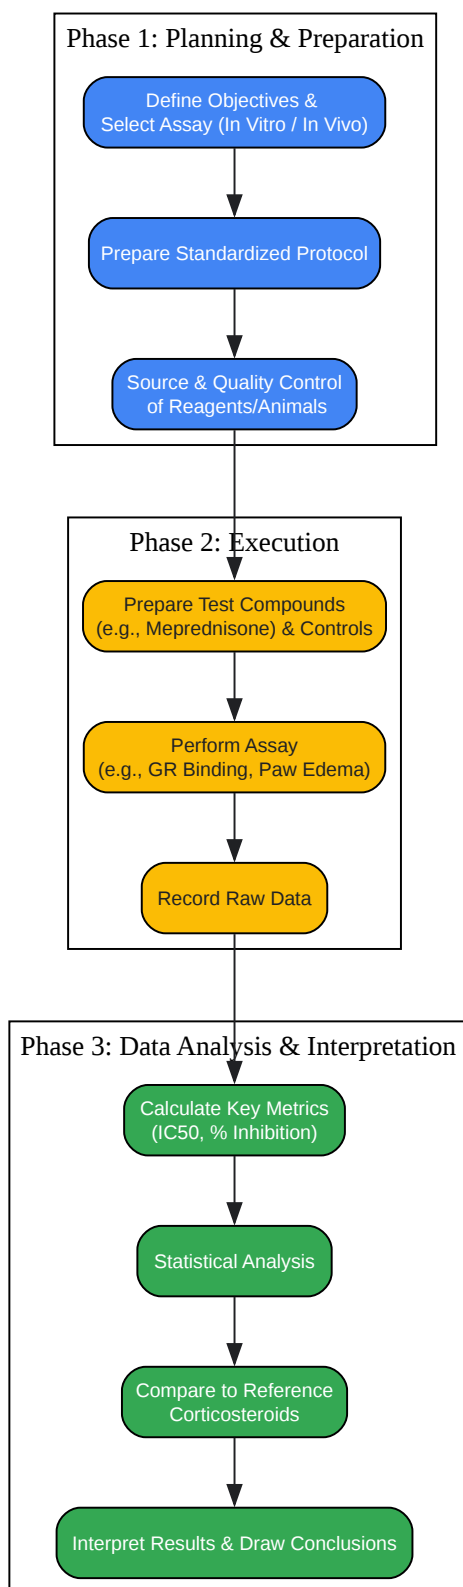 Phase 1: Planning & Preparation
Define Objectives &
Select Assay (In Vitro / In Vivo)
Prepare Standardized Protocol
Source & Quality Control
of Reagents/Animals
Phase 2: Execution
Prepare Test Compounds
(e.g., Meprednisone) & Controls
Perform Assay
(e.g., GR Binding, Paw Edema)
Record Raw Data
Phase 3: Data Analysis & Interpretation
Calculate Key Metrics
(IC50, % Inhibition)
Statistical Analysis
Compare to Reference
Corticosteroids
Interpret Results & Draw Conclusions